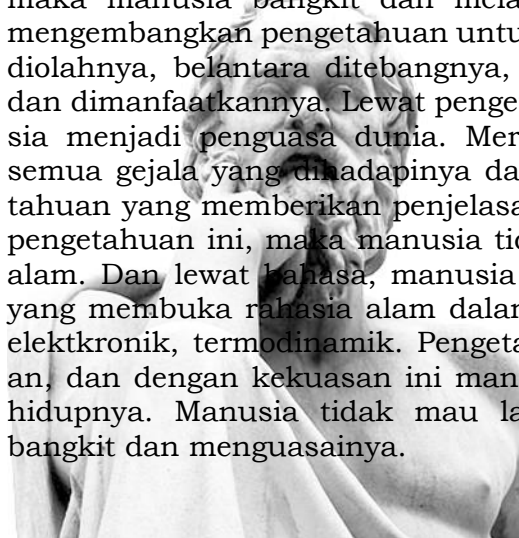 maka manusia bangkit dan mela
mengembangkan pengetahuan untu
diolahnya, belantara ditebangnya,
dan dimanfaatkannya. Lewat penge
sia menjadi penguasa dunia. Mer
semua gejala yang dihadapinya da
tahuan yang memberikan penjelasa
pengetahuan ini, maka manusia tid
alam. Dan lewat bahasa, manusia
yang membuka rahasia alam dalam
elektkronik, termodinamik. Pengeta
an, dan dengan kekuasan ini man
hidupnya. Manusia tidak mau la
bangkit dan menguasainya.